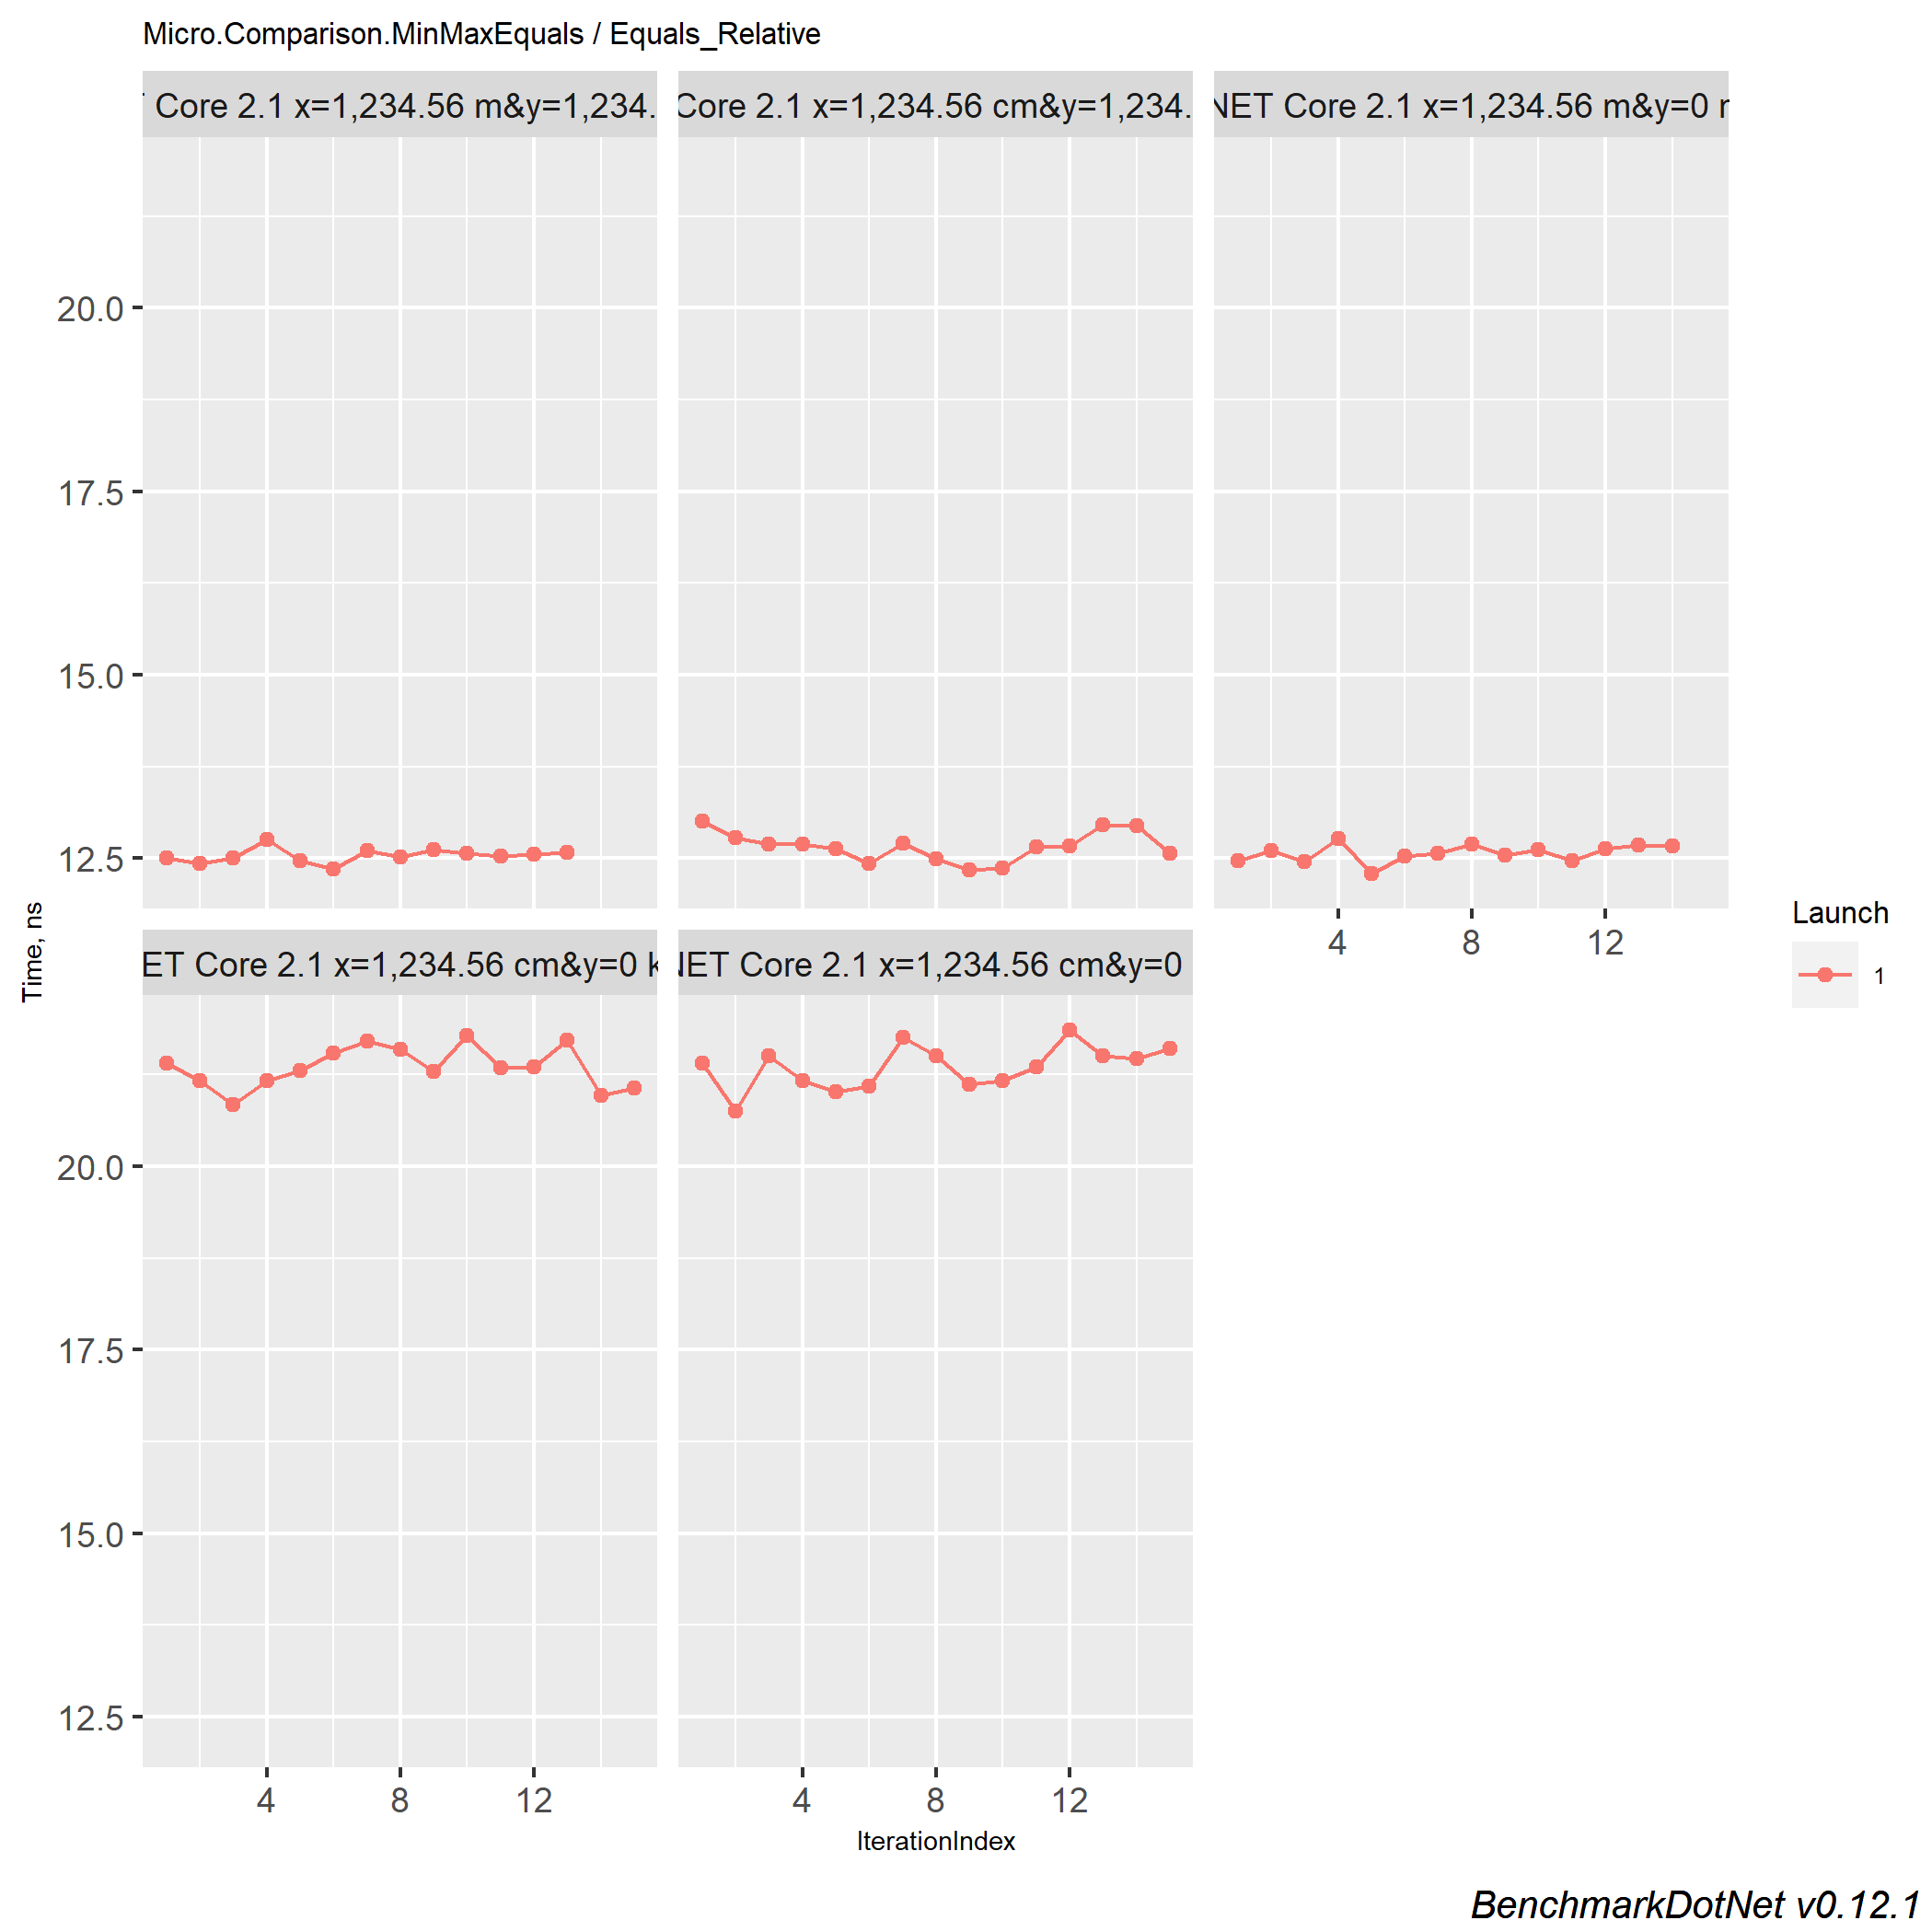 Micro.Comparison.MinMaxEquals / Equals_Relative
Core 2.1 x=1,234.56 m&y=1,234.
Core 2.1 x=1,234.56 cm&y=1,234.
NET Core 2.1 x=1,234.56 m&y=0
20.0
17.5
15.0
12.5
4 8 12
Time, ns
Launch
1
ET Core 2.1 x=1,234.56 cm&y=0 k
NET Core 2.1 x=1,234.56 cm&y=0
20.0
17.5
15.0
12.5
4 8 12
4 8 12
IterationIndex
BenchmarkDotNet v0.12.1